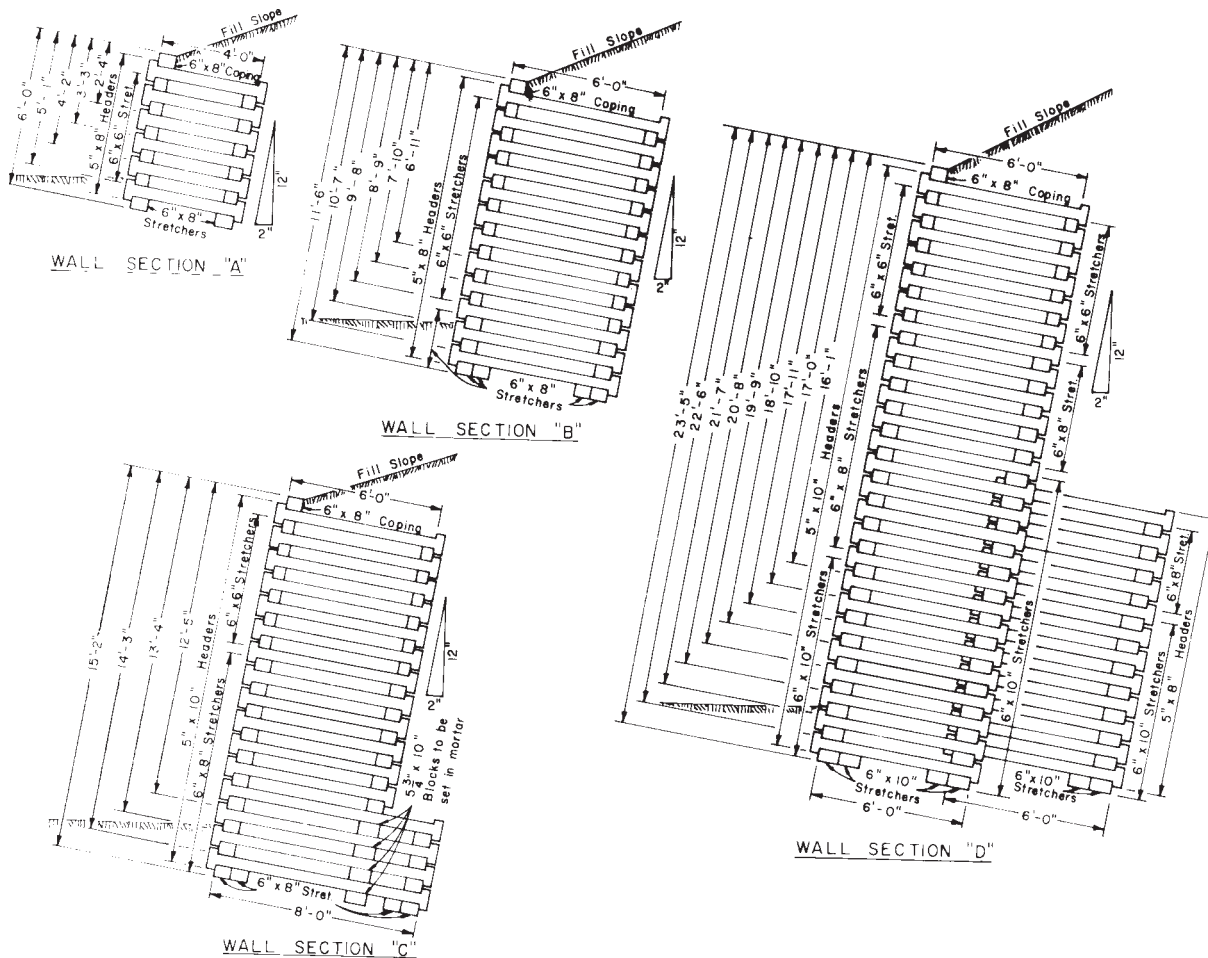 Fill Slope
4'-0"
6"x8" Coping
6'-0"
5'-1"
4'-2"
3'-3"
2'-4"
5"x8" Headers
6"x6" Stret
12"
2"
6"x8"
Stretchers
WALL SECTION "A"
Fill Slope
6'-0"
6"x8" Coping
11'-6"
10'-7"
9'-8"
8'-9"
7'-10"
6'-11"
5"x8" Headers
6"x6" Stretchers
12"
2"
6"x8"
Stretchers
WALL SECTION "B"
Fill Slope
6'-0"
6"x8" Coping
15'-2"
14'-3"
13'-4"
12'-5"
5"x10" Headers
6"x8" Stretchers
6"x6" Stretchers
12"
2"
5 3/4"x10"
Blocks to be
set in mortar
6"x8" Stret
8'-0"
WALL SECTION "C"
Fill Slope
6'-0"
6"x8" Coping
23'-5"
22'-6"
21'-7"
20'-8"
19'-9"
18'-10"
17'-11"
17'-0"
16'-1"
5"x10" Headers
6"x6" Stret.
6"x8" Stretchers
6"x10" Stretchers
6"x6" Stretchers
6"x8" Stret.
12"
2"
6"x10" Stretchers
6"x8" Stret
6"x10" Stretchers
5"x8" Headers
6"x10"
Stretchers
6'-0"
6"x10"
Stretchers
6'-0"
WALL SECTION "D"